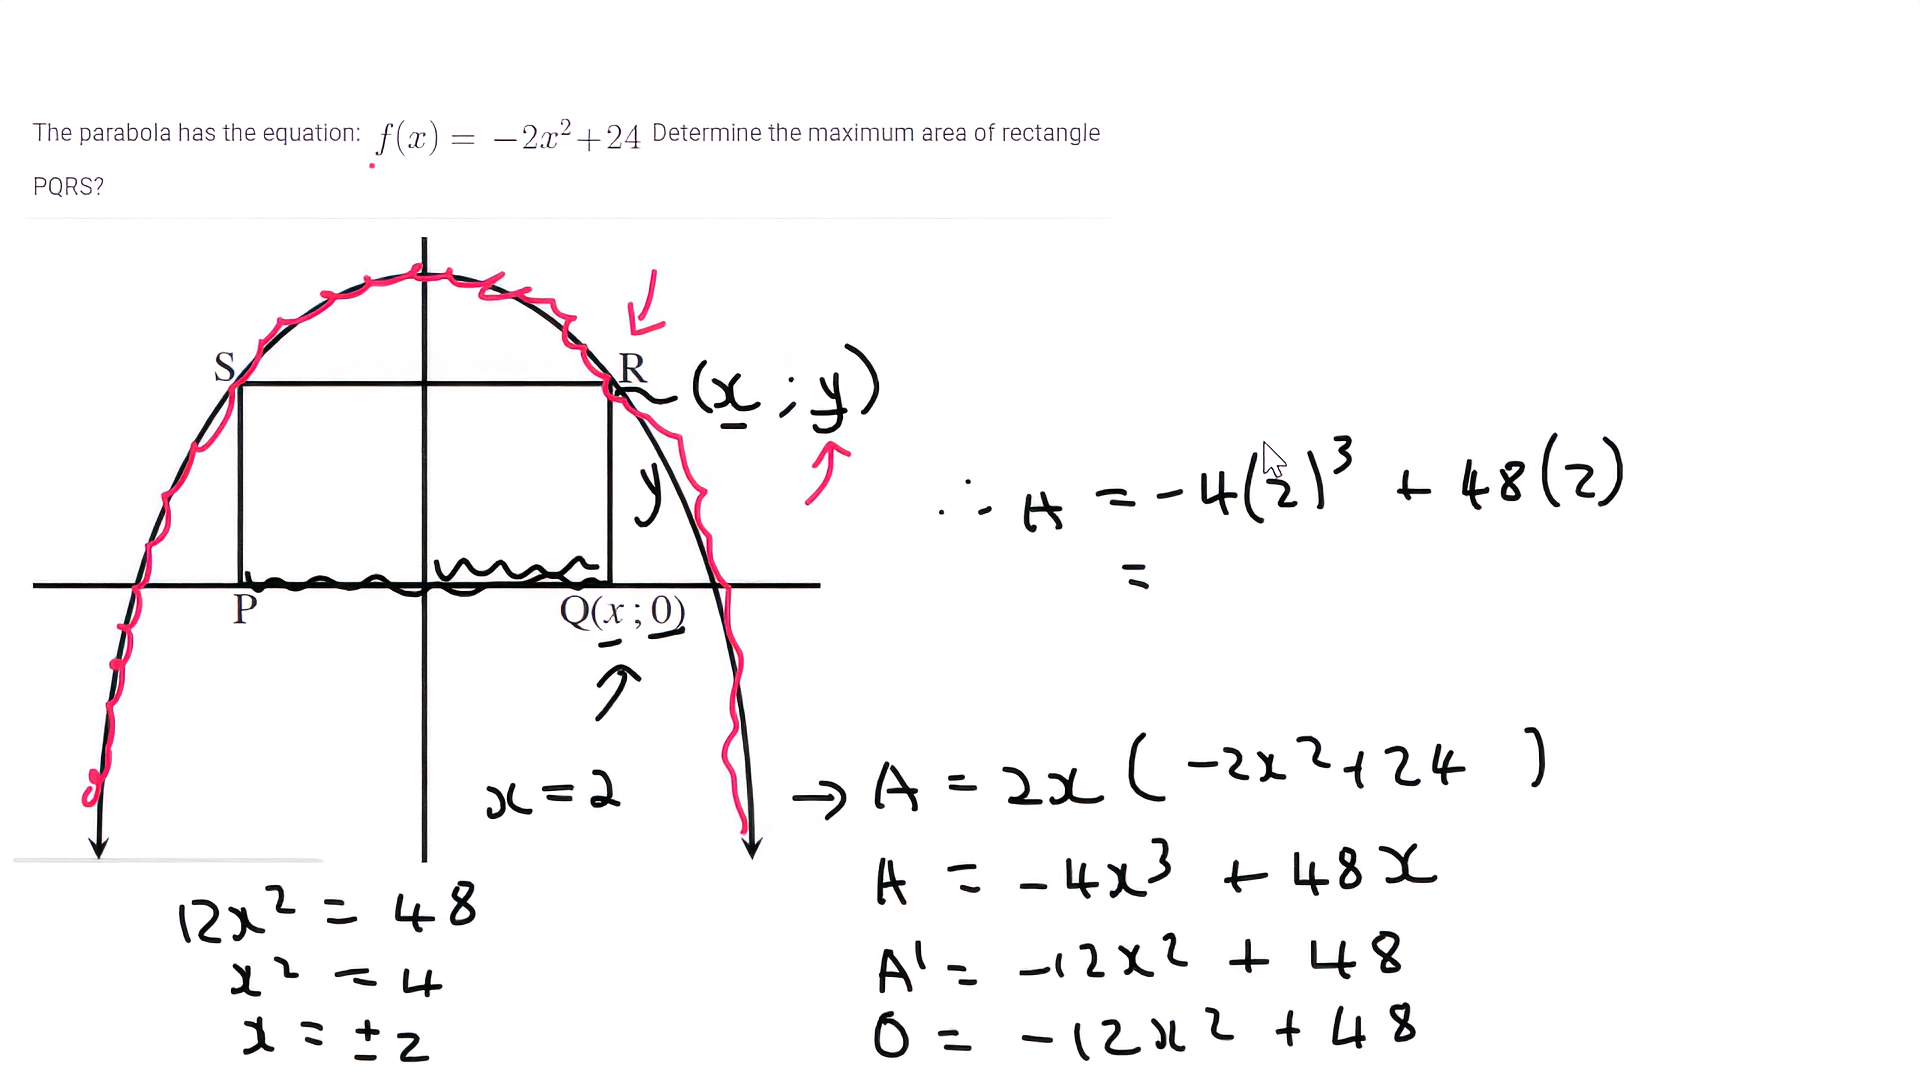 The parabola has the equation: f(x) = −2x²+24 Determine the maximum area of rectangle
PQRS?
S
R
(x ; y)
y
P
Q(x ; 0)
∴ A = -4(2)³ + 48(2)
=
x = 2
→ A = 2x ( -2x²+24 )
A = -4x³ + 48x
A' = -12x² + 48
0 = -12x² + 48
12x² = 48
x² = 4
x = ±2